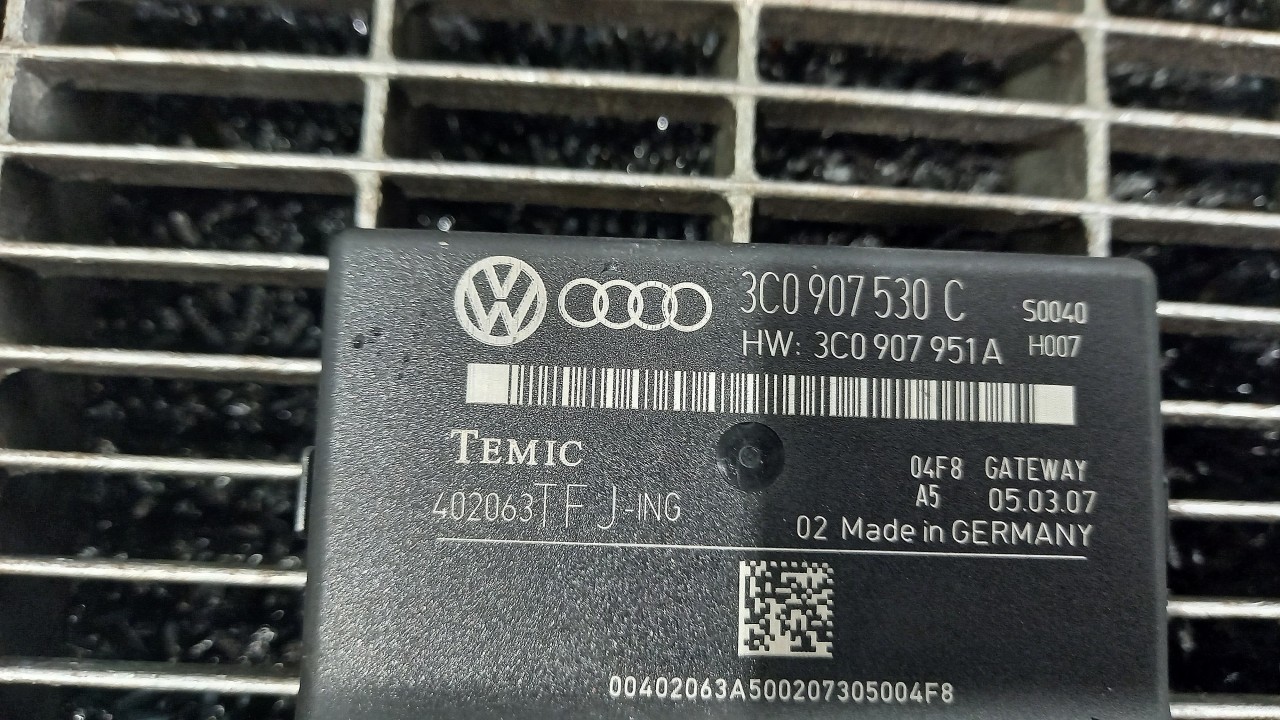 3C0 907 530 C S0040
HW: 3C0 907 951 A H007
TEMIC
04F8 GATEWAY
402063TFJ-ING A5 05.03.07
02 Made in GERMANY
00402063A500207305004F8